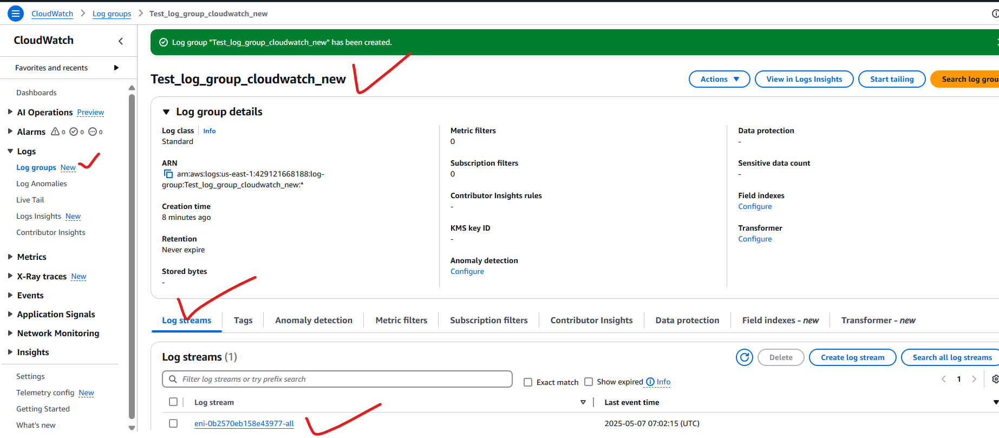 CloudWatch > Log groups > Test_log_group_cloudwatch_new
CloudWatch
Favorites and recents
Dashboards
AI Operations Preview
Alarms 0 0 0
Logs
Log groups New
Log Anomalies
Live Tail
Logs Insights New
Contributor Insights
Metrics
X-Ray traces New
Events
Application Signals
Network Monitoring
Insights
Settings
Telemetry config New
Getting Started
What's new
Log group "Test_log_group_cloudwatch_new" has been created.
Test_log_group_cloudwatch_new
Actions View in Logs Insights Start tailing Search log grou
Log group details
Log class Info
Standard
ARN
arn:aws:logs:us-east-1:429121668188:log-
group:Test_log_group_cloudwatch_new:*
Creation time
8 minutes ago
Retention
Never expire
Stored bytes
-
Metric filters
0
Subscription filters
0
Contributor Insights rules
-
KMS key ID
-
Anomaly detection
Configure
Data protection
-
Sensitive data count
-
Field indexes
Configure
Transformer
Configure
Log streams Tags Anomaly detection Metric filters Subscription filters Contributor Insights Data protection Field indexes - new Transformer - new
Log streams (1)
Delete Create log stream Search all log streams
Filter log streams or try prefix search
Exact match Show expired Info
1
Log stream Last event time
eni-0b2570eb158e43977-all 2025-05-07 07:02:15 (UTC)